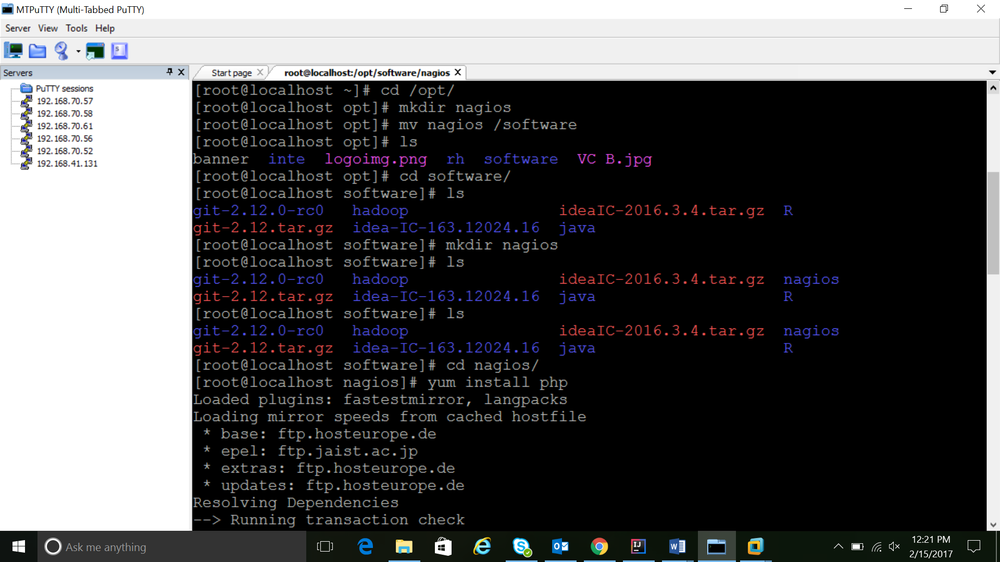 MTPuTTY (Multi-Tabbed PuTTY)
Server View Tools Help
Servers
PuTTY sessions
192.168.70.57
192.168.70.58
192.168.70.61
192.168.70.56
192.168.70.52
192.168.41.131
Start page root@localhost:/opt/software/nagios
[root@localhost ~]# cd /opt/
[root@localhost opt]# mkdir nagios
[root@localhost opt]# mv nagios /software
[root@localhost opt]# ls
banner inte logoimg.png rh software VC B.jpg
[root@localhost opt]# cd software/
[root@localhost software]# ls
git-2.12.0-rc0 hadoop ideaIC-2016.3.4.tar.gz R
git-2.12.tar.gz idea-IC-163.12024.16 java
[root@localhost software]# mkdir nagios
[root@localhost software]# ls
git-2.12.0-rc0 hadoop ideaIC-2016.3.4.tar.gz nagios
git-2.12.tar.gz idea-IC-163.12024.16 java R
[root@localhost software]# ls
git-2.12.0-rc0 hadoop ideaIC-2016.3.4.tar.gz nagios
git-2.12.tar.gz idea-IC-163.12024.16 java R
[root@localhost software]# cd nagios/
[root@localhost nagios]# yum install php
Loaded plugins: fastestmirror, langpacks
Loading mirror speeds from cached hostfile
* base: ftp.hosteurope.de
* epel: ftp.jaist.ac.jp
* extras: ftp.hosteurope.de
* updates: ftp.hosteurope.de
Resolving Dependencies
--> Running transaction check
Ask me anything
12:21 PM
2/15/2017